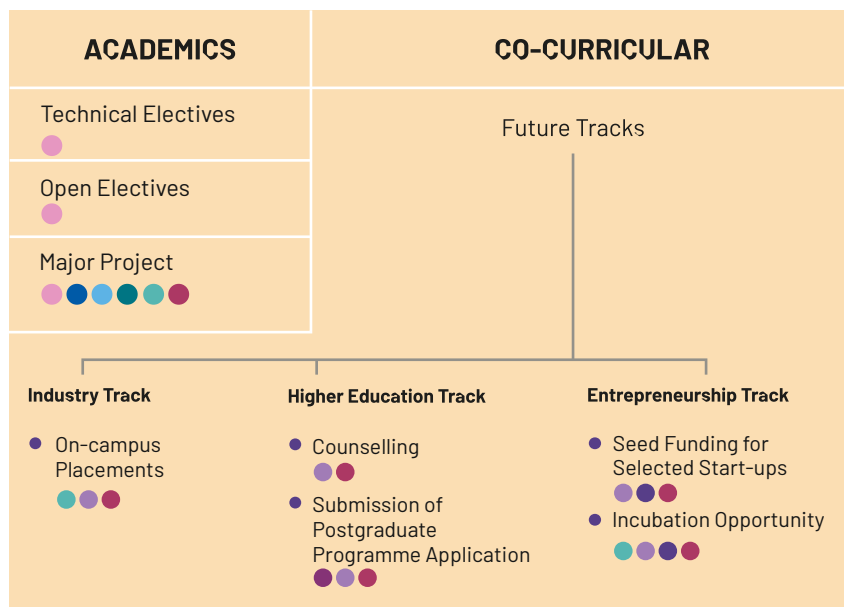 ACADEMICS
CO-CURRICULAR
Technical Electives
Open Electives
Major Project
Future Tracks
Industry Track
On-campus
Placements
Higher Education Track
Counselling
Submission of
Postgraduate
Programme Application
Entrepreneurship Track
Seed Funding for
Selected Start-ups
Incubation Opportunity